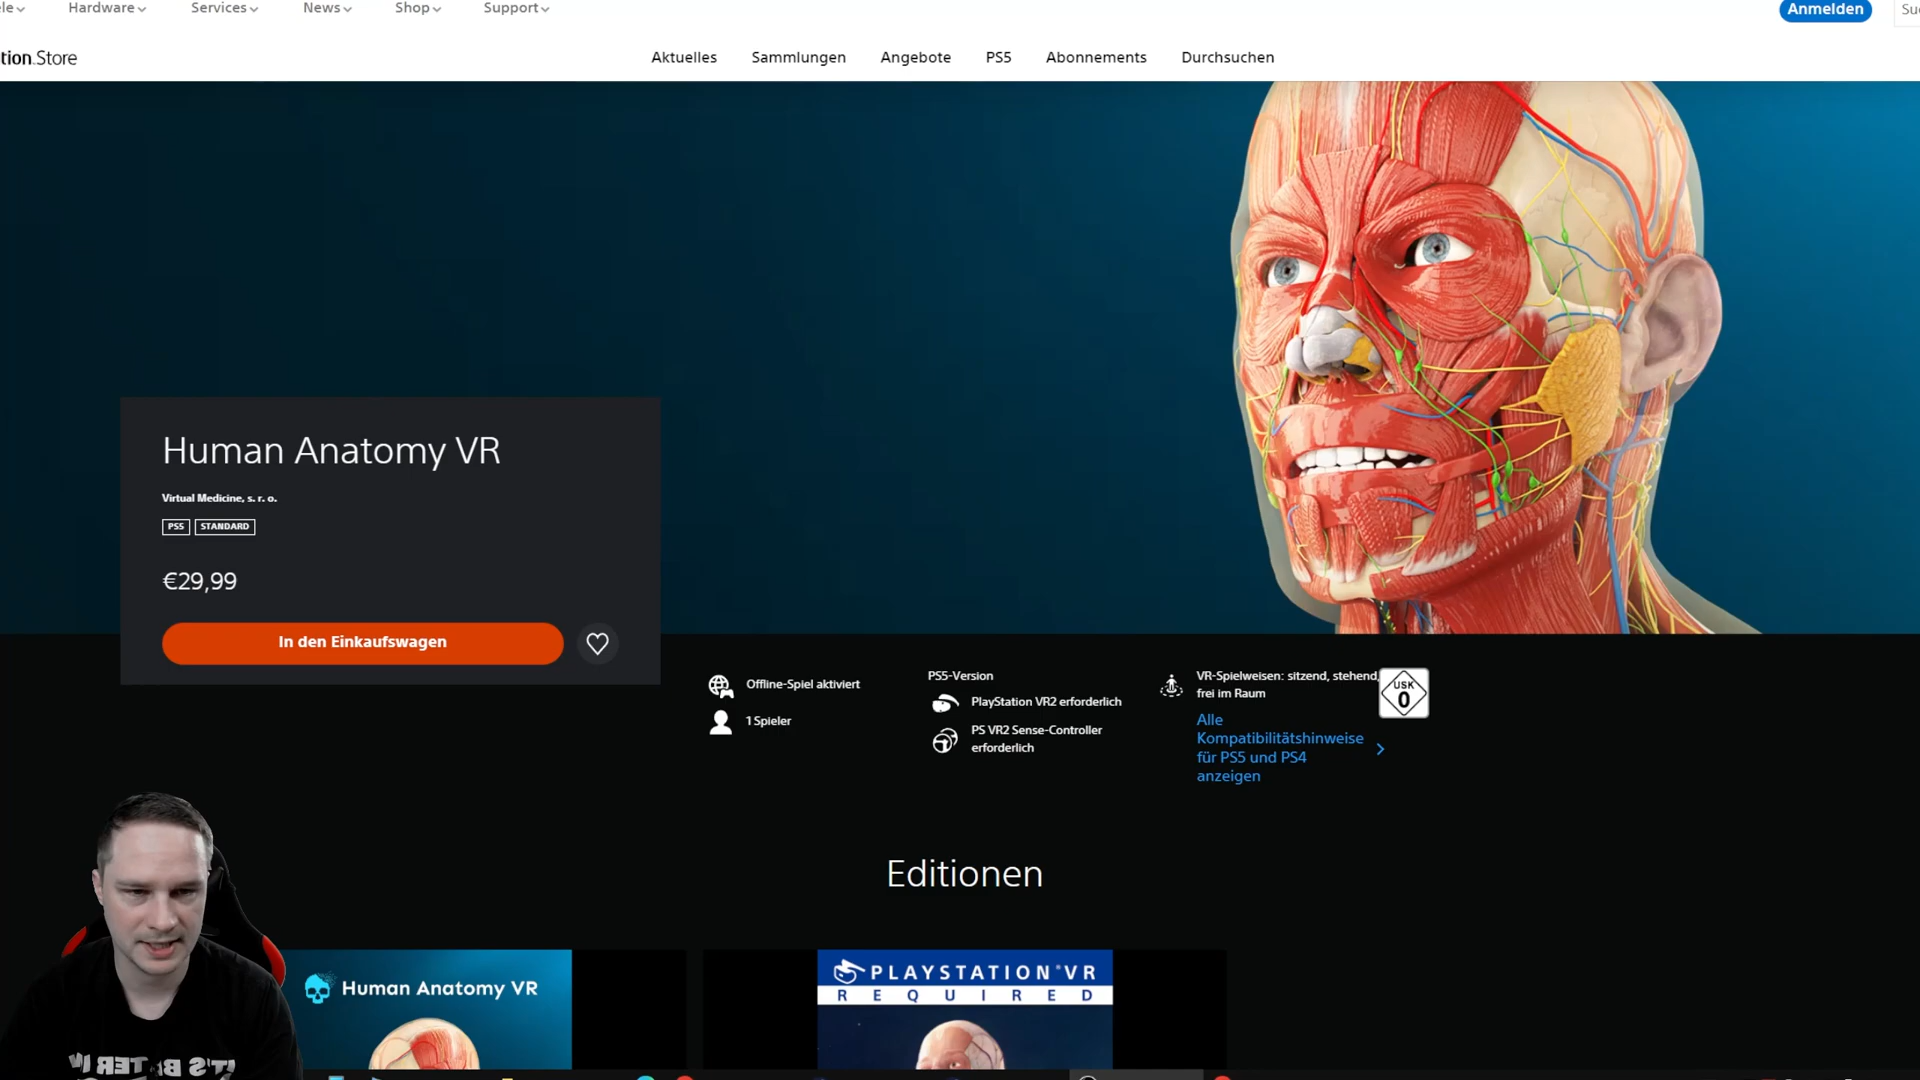 Hardware
Services
News
Shop
Support
Anmelden
tion.Store
Aktuelles
Sammlungen
Angebote
PS5
Abonnements
Durchsuchen
Human Anatomy VR
Virtual Medicine, s. r. o.
PS5 STANDARD
€29,99
In den Einkaufswagen
Offline-Spiel aktiviert
1 Spieler
PS5-Version
PlayStation VR2 erforderlich
PS VR2 Sense-Controller
erforderlich
VR-Spielweisen: sitzend, stehend,
frei im Raum
Alle
Kompatibilitätshinweise
für PS5 und PS4
anzeigen
USK
0
Editionen
Human Anatomy VR
PLAYSTATION®VR
REQUIRED